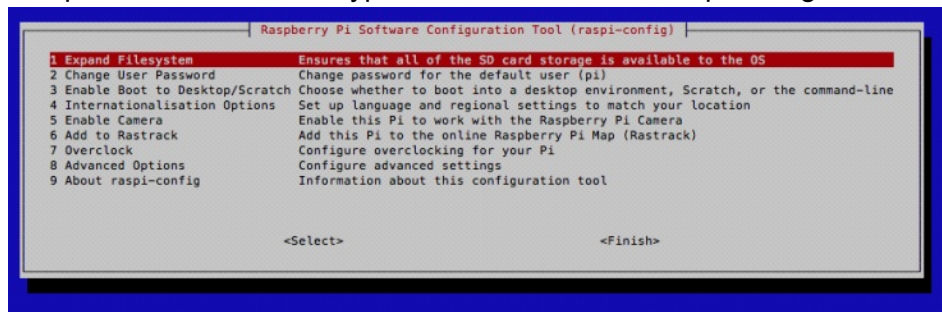 Raspberry Pi Software Configuration Tool (raspi-config)
1 Expand Filesystem Ensures that all of the SD card storage is available to the OS
2 Change User Password Change password for the default user (pi)
3 Enable Boot to Desktop/Scratch Choose whether to boot into a desktop environment, Scratch, or the command-line
4 Internationalisation Options Set up language and regional settings to match your location
5 Enable Camera Enable this Pi to work with the Raspberry Pi Camera
6 Add to Rastrack Add this Pi to the online Raspberry Pi Map (Rastrack)
7 Overclock Configure overclocking for your Pi
8 Advanced Options Configure advanced settings
9 About raspi-config Information about this configuration tool
<Select> <Finish>